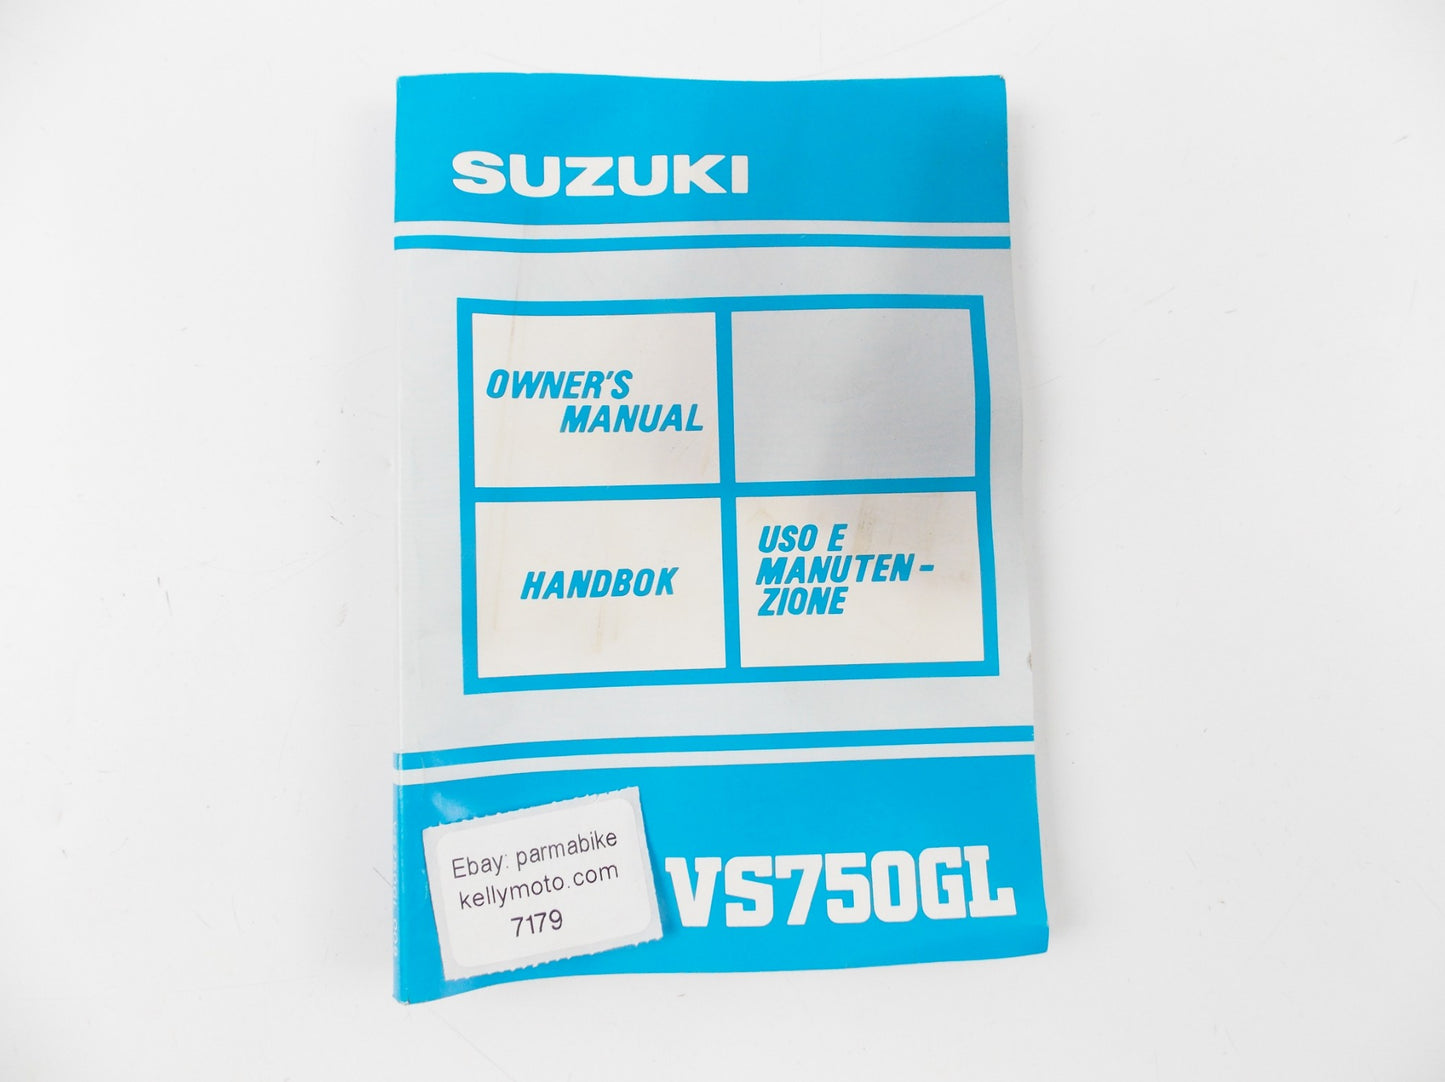 SUZUKI
OWNER'S
MANUAL
HANDBOK
USO E
MANUTEN-
ZIONE
Ebay: parmabike
kellymoto.com
7179
VS750GL